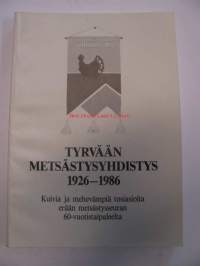 TYRVÄÄN
METSÄSTYSYHDISTYS
1926—1986
Kuivia ja mehevämpiä tosiasioita
erään metsästysseuran
60-vuotistaipaleelta